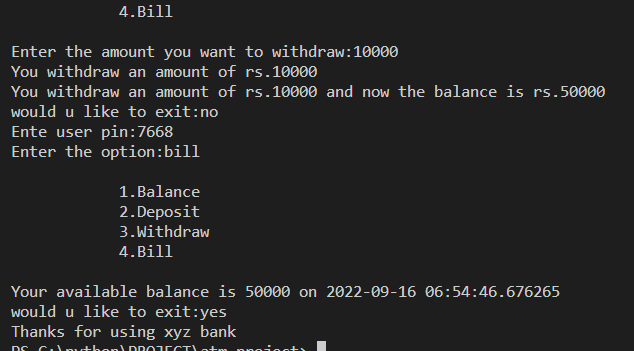 4.Bill
Enter the amount you want to withdraw:10000
You withdraw an amount of rs.10000
You withdraw an amount of rs.10000 and now the balance is rs.50000
would u like to exit:no
Ente user pin:7668
Enter the option:bill
1.Balance
2.Deposit
3.Withdraw
4.Bill
Your available balance is 50000 on 2022-09-16 06:54:46.676265
would u like to exit:yes
Thanks for using xyz bank
PS C:\python\PROJECT\atm project>